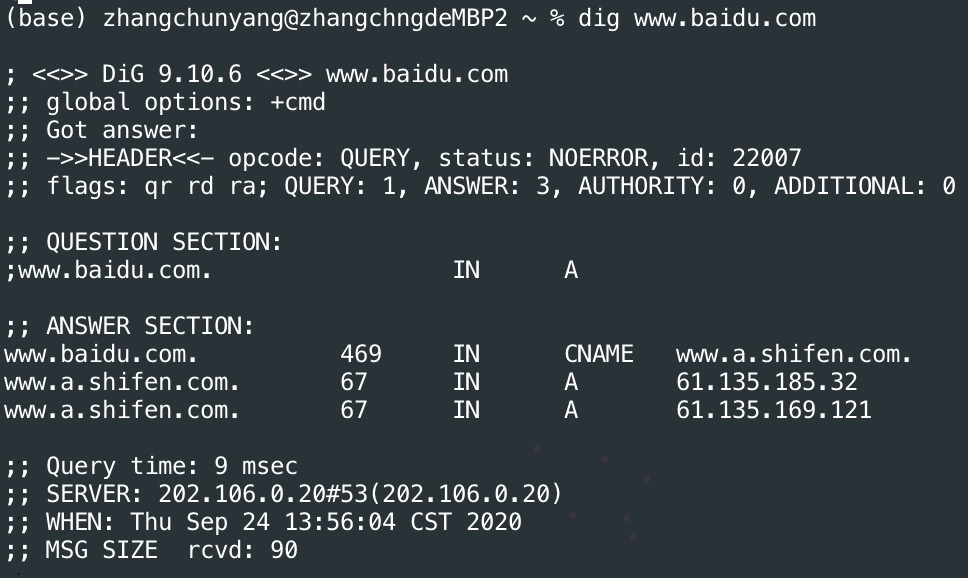 (base) zhangchunyang@zhangchngdeMBP2 ~ % dig www.baidu.com
; <<>> DiG 9.10.6 <<>> www.baidu.com
;; global options: +cmd
;; Got answer:
;; ->>HEADER<<- opcode: QUERY, status: NOERROR, id: 22007
;; flags: qr rd ra; QUERY: 1, ANSWER: 3, AUTHORITY: 0, ADDITIONAL: 0
;; QUESTION SECTION:
;www.baidu.com. IN A
;; ANSWER SECTION:
www.baidu.com. 469 IN CNAME www.a.shifen.com.
www.a.shifen.com. 67 IN A 61.135.185.32
www.a.shifen.com. 67 IN A 61.135.169.121
;; Query time: 9 msec
;; SERVER: 202.106.0.20#53(202.106.0.20)
;; WHEN: Thu Sep 24 13:56:04 CST 2020
;; MSG SIZE  rcvd: 90